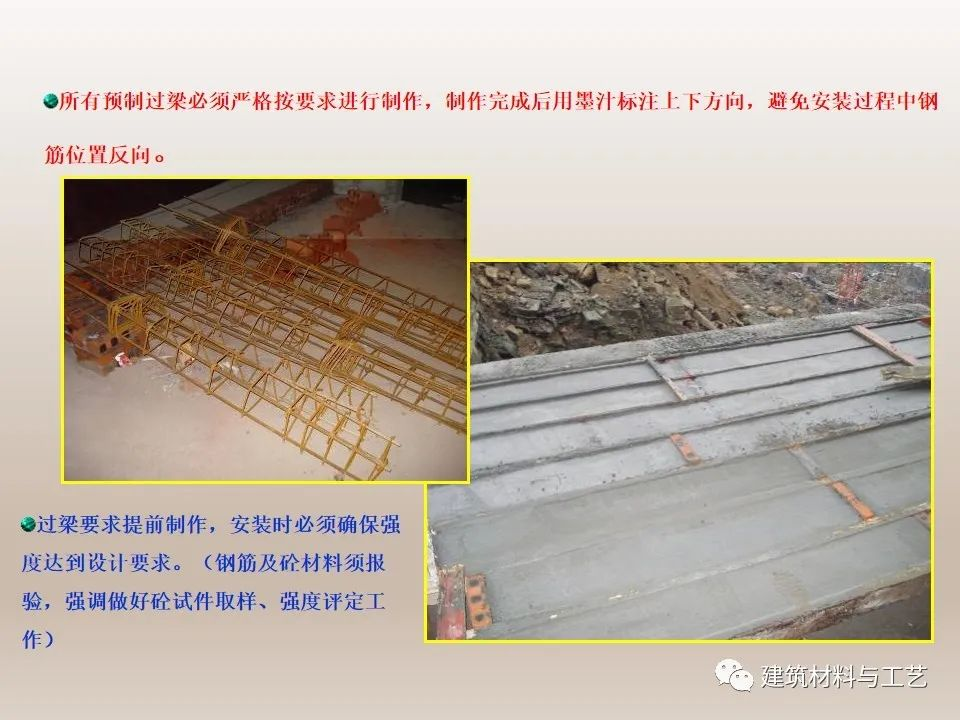 所有预制过梁必须严格按要求进行制作，制作完成后用墨汁标注上下方向，避免安装过程中钢
筋位置反向。
过梁要求提前制作，安装时必须确保强
度达到设计要求。（钢筋及砼材料须报
验，强调做好砼试件取样、强度评定工
作）
建筑材料与工艺